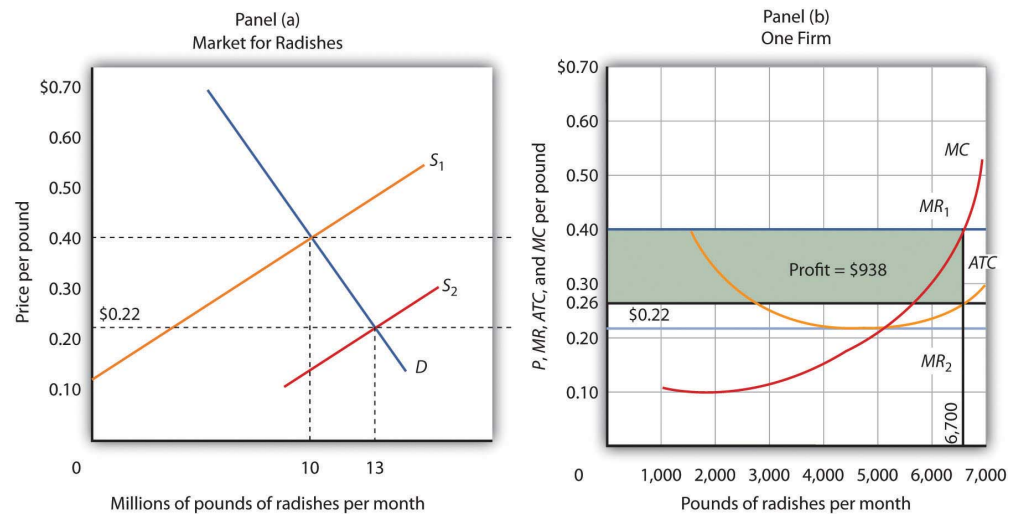 Panel (a)
Market for Radishes
$0.70
0.60
0.50
0.40
0.30
$0.22
0.20
0.10
0
10
13
S1
S2
D
Price per pound
Millions of pounds of radishes per month
Panel (b)
One Firm
$0.70
0.60
0.50
0.40
0.30
0.26
$0.22
0.20
0.10
0
MC
MR1
ATC
Profit = $938
MR2
6,700
1,000
2,000
3,000
4,000
5,000
6,000
7,000
P, MR, ATC, and MC per pound
Pounds of radishes per month